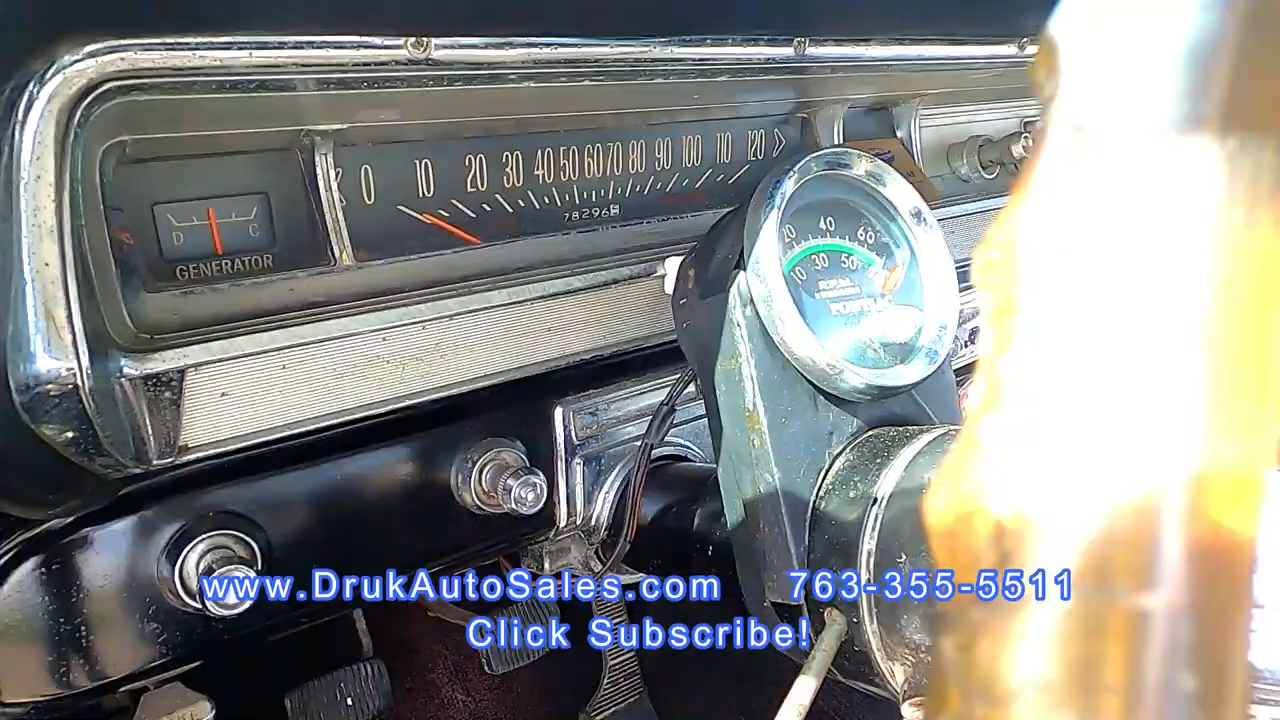 0 10 20 30 40 50 60 70 80 90 100 110 120
78296
D C
GENERATOR
20 40 60
10 30 50
www.DrukAutoSales.com 763-355-5511
Click Subscribe!